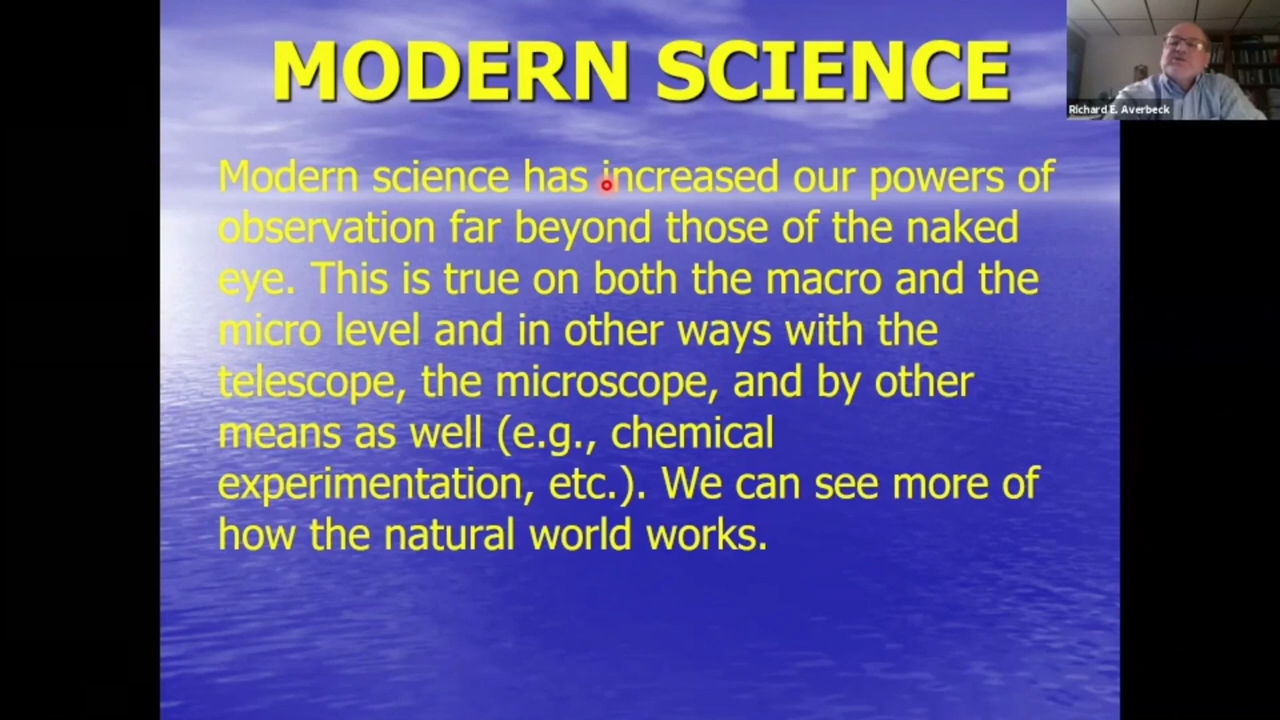 MODERN SCIENCE
Richard E. Averbeck
Modern science has increased our powers of
observation far beyond those of the naked
eye. This is true on both the macro and the
micro level and in other ways with the
telescope, the microscope, and by other
means as well (e.g., chemical
experimentation, etc.). We can see more of
how the natural world works.